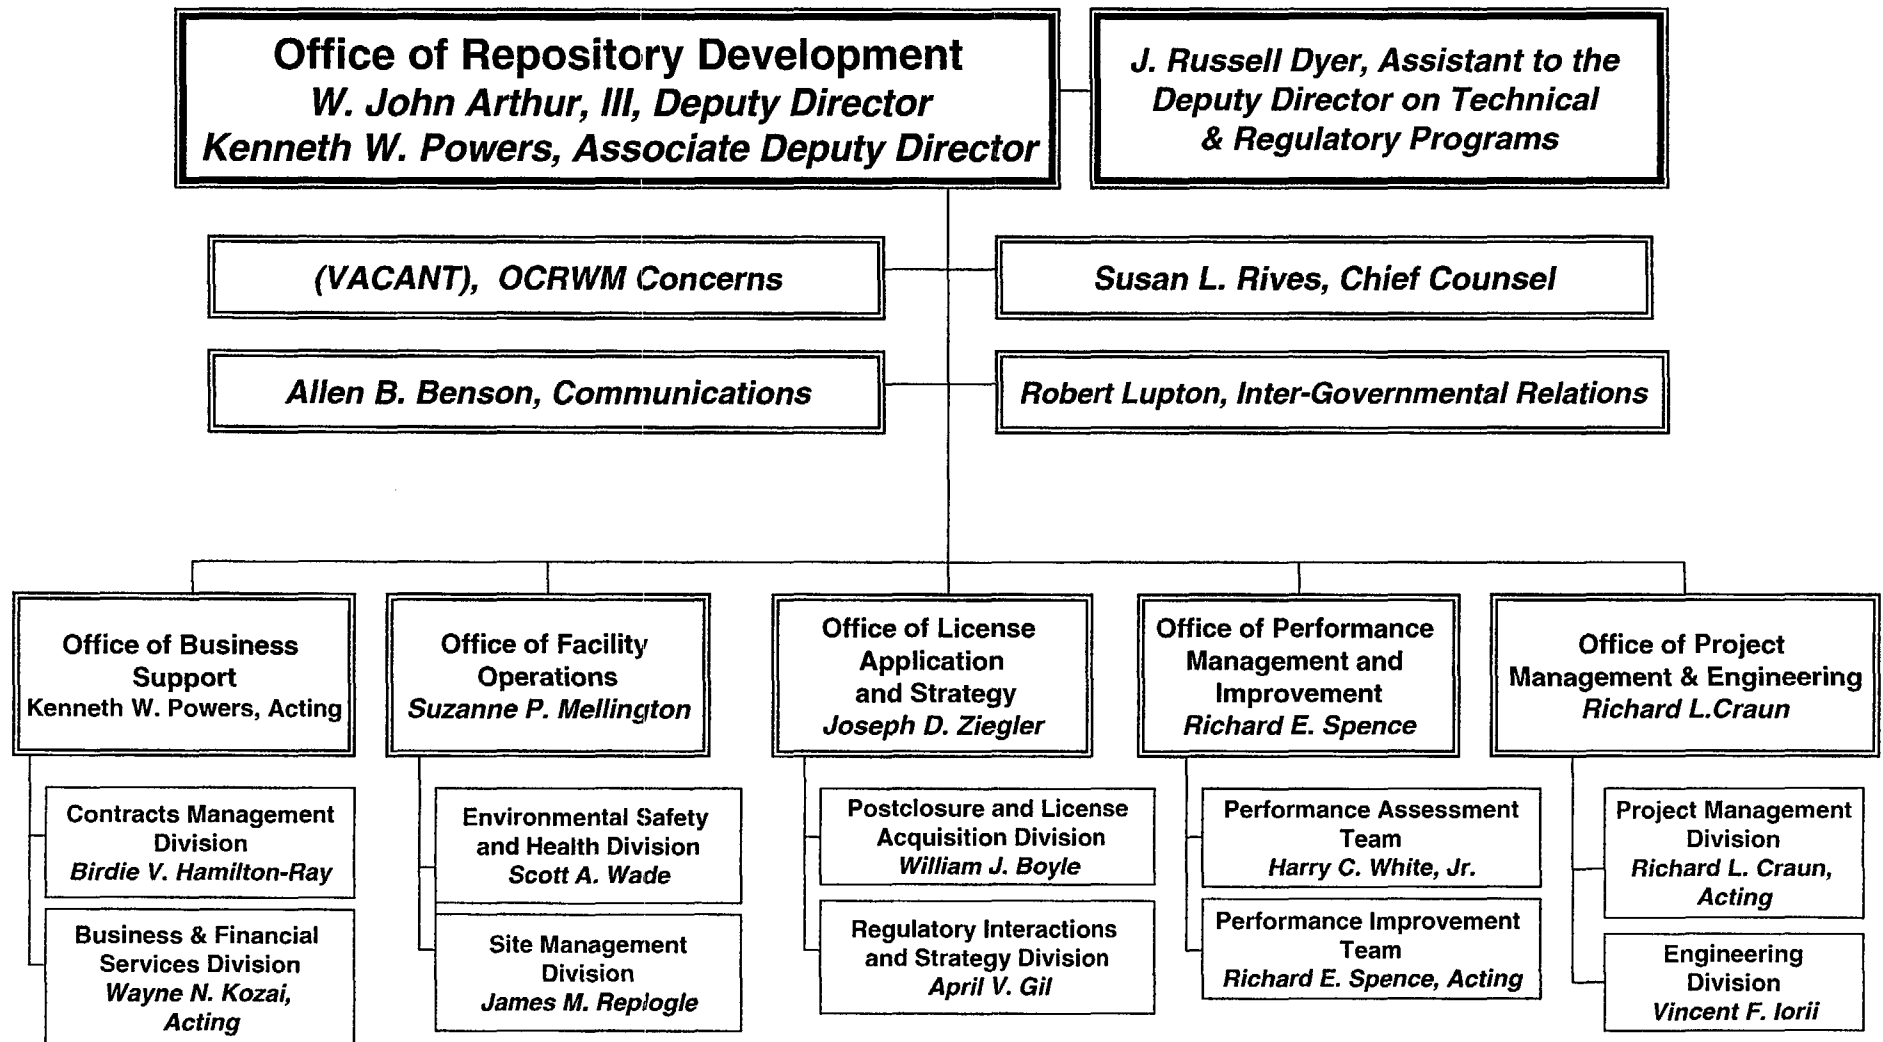 Office of Repository Development
W. John Arthur, III, Deputy Director
Kenneth W. Powers, Associate Deputy Director
J. Russell Dyer, Assistant to the
Deputy Director on Technical
& Regulatory Programs
(VACANT), OCRWM Concerns
Susan L. Rives, Chief Counsel
Allen B. Benson, Communications
Robert Lupton, Inter-Governmental Relations
Office of Business
Support
Kenneth W. Powers, Acting
Office of Facility
Operations
Suzanne P. Mellington
Office of License
Application
and Strategy
Joseph D. Ziegler
Office of Performance
Management and
Improvement
Richard E. Spence
Office of Project
Management & Engineering
Richard L.Craun
Contracts Management
Division
Birdie V. Hamilton-Ray
Business & Financial
Services Division
Wayne N. Kozai,
Acting
Environmental Safety
and Health Division
Scott A. Wade
Site Management
Division
James M. Replogle
Postclosure and License
Acquisition Division
William J. Boyle
Regulatory Interactions
and Strategy Division
April V. Gil
Performance Assessment
Team
Harry C. White, Jr.
Performance Improvement
Team
Richard E. Spence, Acting
Project Management
Division
Richard L. Craun,
Acting
Engineering
Division
Vincent F. Iorii